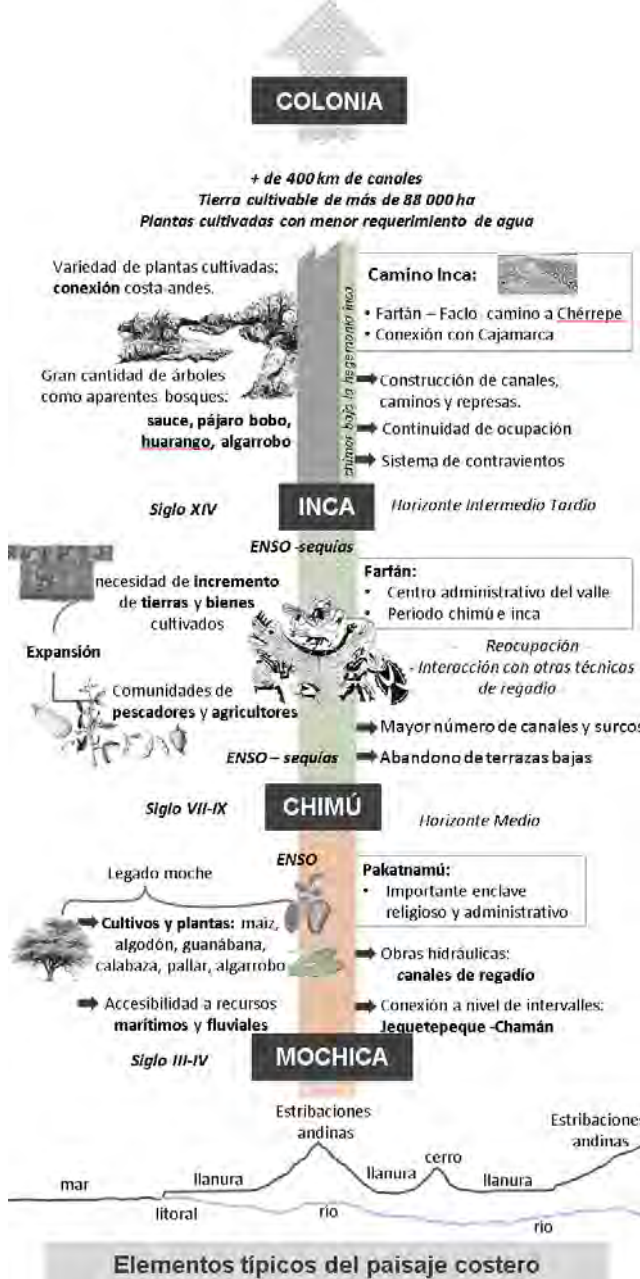 COLONIA
+ de 400 km de canales
Tierra cultivable de más de 88 000 ha
Plantas cultivadas con menor requerimiento de agua
Variedad de plantas cultivadas:
conexión costa-andes.
Gran cantidad de árboles
como aparentes bosques:
sauce, pájaro bobo,
huarango, algarrobo
chimor bajo la hegemonía inca
Camino Inca:
• Farfán – Faclo camino a Chérrepe
• Conexión con Cajamarca
Construcción de canales,
caminos y represas.
Continuidad de ocupación
Sistema de contravientos
Siglo XIV
INCA
Horizonte Intermedio Tardío
ENSO -sequías
necesidad de incremento
de tierras y bienes
cultivados
Expansión
Comunidades de
pescadores y agricultores
Farfán:
• Centro administrativo del valle
• Periodo chimú e inca
- Reocupación -
- Interacción con otras técnicas
de regadío
Mayor número de canales y surcos
ENSO – sequías
Abandono de terrazas bajas
Siglo VII-IX
CHIMÚ
Horizonte Medio
ENSO
Legado moche
Cultivos y plantas: maíz,
algodón, guanábana,
calabaza, pallar, algarrobo
Accesibilidad a recursos
marítimos y fluviales
Pakatnamú:
• Importante enclave
religioso y administrativo
Obras hidráulicas:
canales de regadío
Conexión a nivel de intervalles:
Jequetepeque -Chamán
Siglo III-IV
MOCHICA
Estribaciones
andinas
Estribaciones
andinas
cerro
mar
llanura
llanura
llanura
litoral
río
río
Elementos típicos del paisaje costero